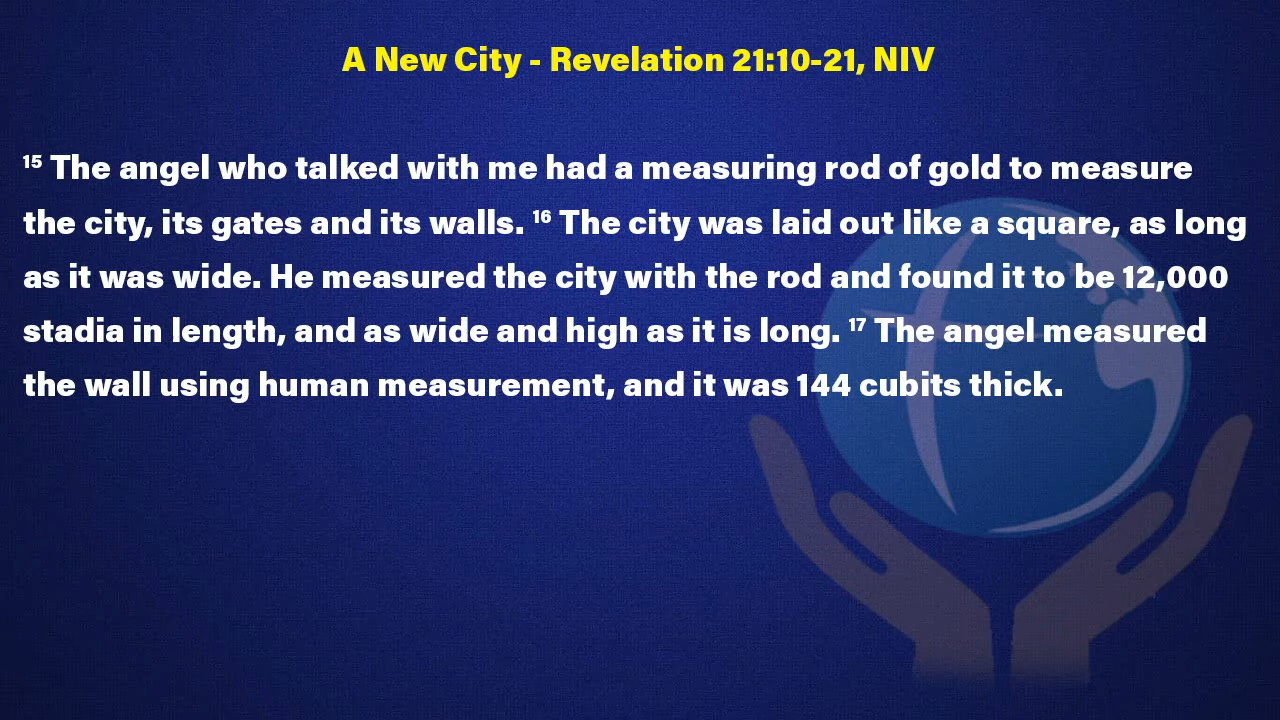 A New City - Revelation 21:10-21, NIV
15 The angel who talked with me had a measuring rod of gold to measure
the city, its gates and its walls. 16 The city was laid out like a square, as long
as it was wide. He measured the city with the rod and found it to be 12,000
stadia in length, and as wide and high as it is long. 17 The angel measured
the wall using human measurement, and it was 144 cubits thick.